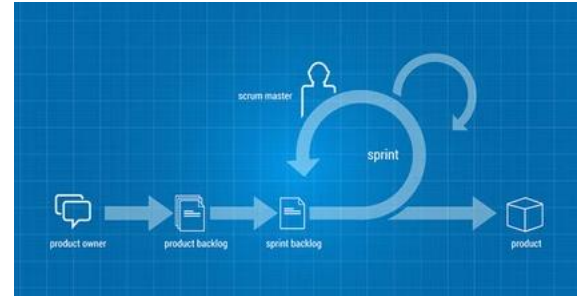 scrum master
sprint
product owner
product backlog
sprint backlog
product